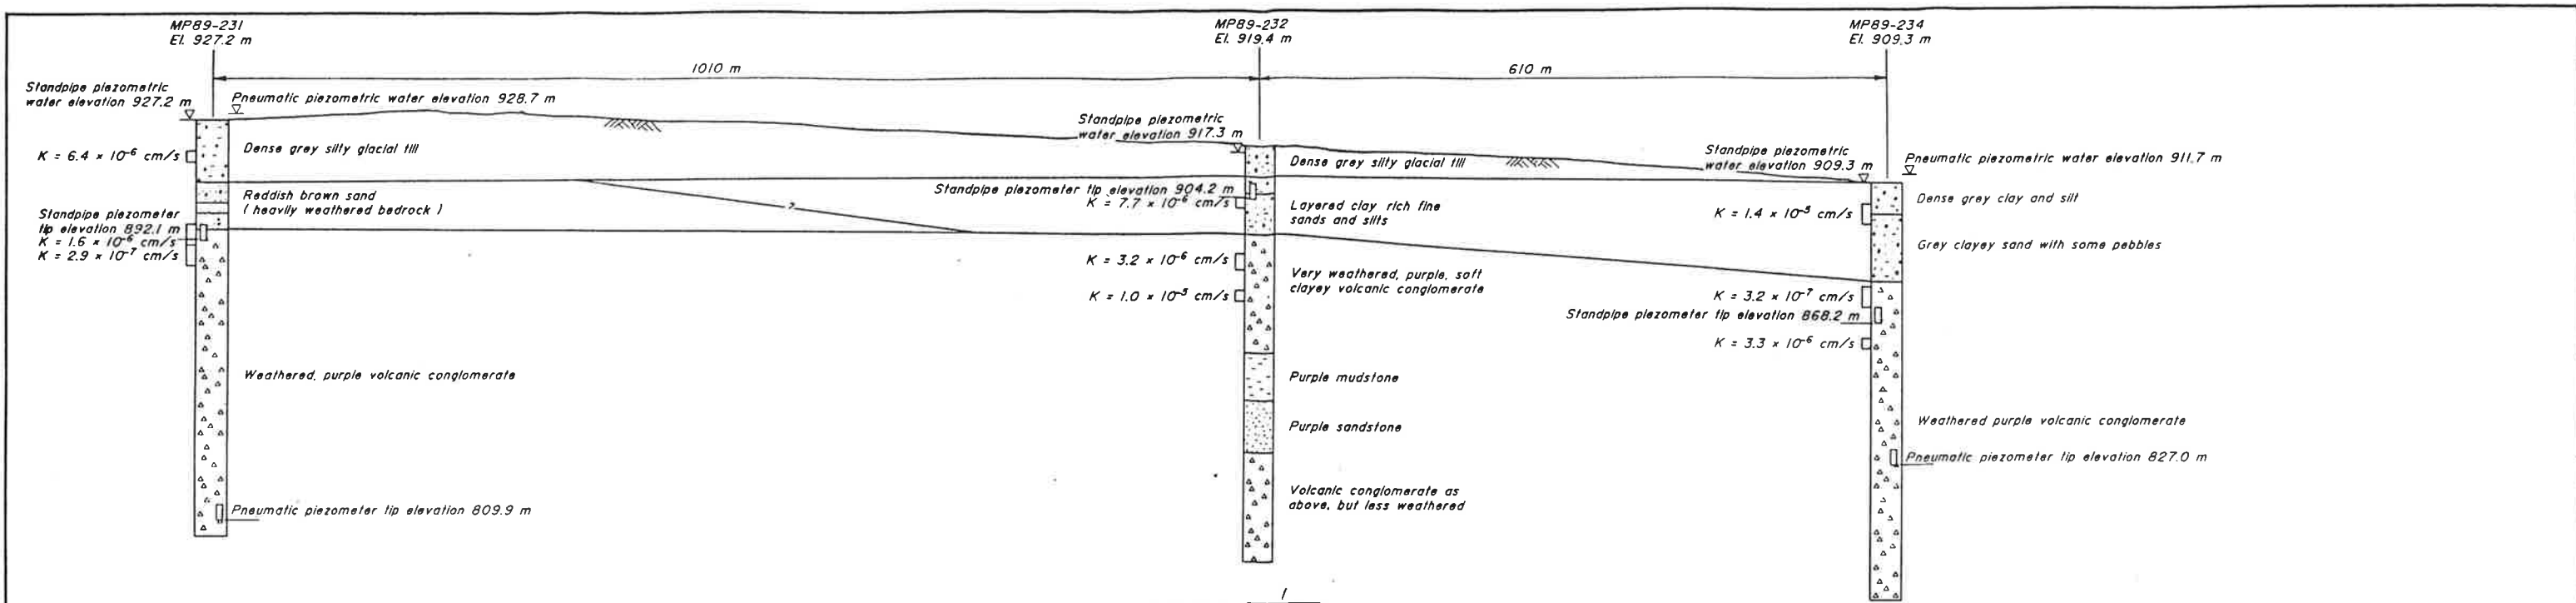 MP89-231
El. 927.2 m
MP89-232
El. 919.4 m
MP89-234
El. 909.3 m
1010 m
610 m
Standpipe piezometric
water elevation 927.2 m
Pneumatic piezometric water elevation 928.7 m
K = 6.4 × 10⁻⁶ cm/s
Dense grey silty glacial till
Reddish brown sand
( heavily weathered bedrock )
Standpipe piezometer
tip elevation 892.1 m
K = 1.6 × 10⁻⁶ cm/s
K = 2.9 × 10⁻⁷ cm/s
Weathered, purple volcanic conglomerate
Pneumatic piezometer tip elevation 809.9 m
?
Standpipe piezometric
water elevation 917.3 m
Dense grey silty glacial till
Standpipe piezometer tip elevation 904.2 m
K = 7.7 × 10⁻⁶ cm/s
Layered clay rich fine
sands and silts
K = 3.2 × 10⁻⁶ cm/s
K = 1.0 × 10⁻⁵ cm/s
Very weathered, purple, soft
clayey volcanic conglomerate
Purple mudstone
Purple sandstone
Volcanic conglomerate as
above, but less weathered
Standpipe piezometric
water elevation 909.3 m
Pneumatic piezometric water elevation 911.7 m
K = 1.4 × 10⁻⁵ cm/s
Dense grey clay and silt
Grey clayey sand with some pebbles
K = 3.2 × 10⁻⁷ cm/s
Standpipe piezometer tip elevation 868.2 m
K = 3.3 × 10⁻⁶ cm/s
Weathered purple volcanic conglomerate
Pneumatic piezometer tip elevation 827.0 m